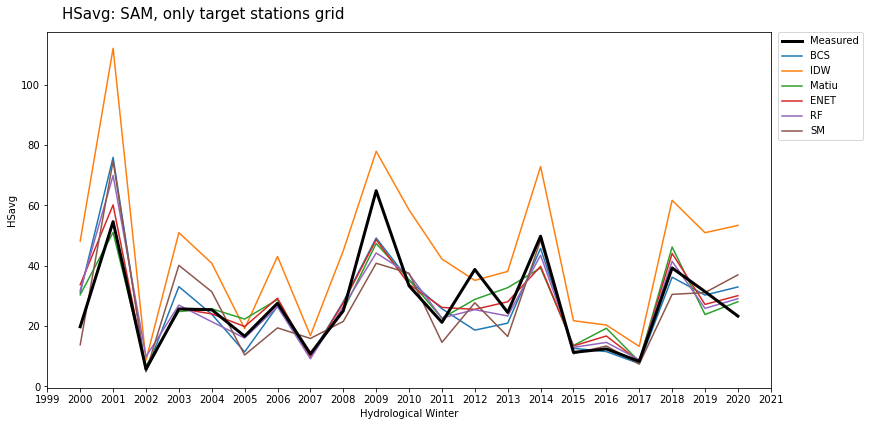 HSavg: SAM, only target stations grid
Measured
BCS
IDW
Matiu
ENET
RF
SM
HSavg
100
80
60
40
20
0
1999 2000 2001 2002 2003 2004 2005 2006 2007 2008 2009 2010 2011 2012 2013 2014 2015 2016 2017 2018 2019 2020 2021
Hydrological Winter